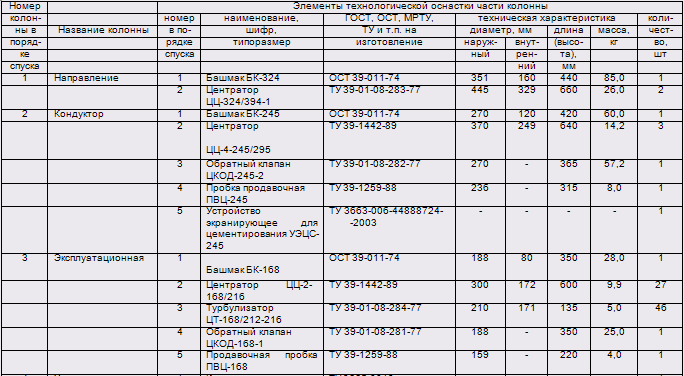 Номер Элементы технологической оснастки части колонны
колон- номер наименование, ГОСТ, ОСТ, МРТУ, техническая характеристика коли-
ны в Название колонны в по- шифр, ТУ и т.п. на диаметр, мм длина масса, чест-
поряд- рядке типоразмер изготовление наруж- внут- (высо- кг во,
ке спуска ный рен- та), шт
спуска ний мм
1 Направление 1 Башмак БК-324 ОСТ 39-011-74 351 160 440 85,0 1
2 Центратор ТУ 39-01-08-283-77 445 329 660 26,0 2
ЦЦ-324/394-1
2 Кондуктор 1 Башмак БК-245 ОСТ 39-011-74 270 120 420 60,0 1
2 Центратор ТУ 39-1442-89 370 249 640 14,2 3
ЦЦ-4-245/295
3 Обратный клапан ТУ 39-01-08-282-77 270 - 365 57,2 1
ЦКОД-245-2
4 Пробка продавочная ТУ 39-1259-88 236 - 315 8,0 1
ПВЦ-245
5 Устройство ТУ 3663-006-44888724- - - - - 1
экранирующее для -2003
цементирования УЭЦС-
245
3 Эксплуатационная 1 ОСТ 39-011-74 188 80 350 28,0 1
Башмак БК-168
2 Центратор ЦЦ-2- ТУ 39-1442-89 300 172 600 9,9 27
168/216
3 Турбулизатор ТУ 39-01-08-284-77 210 171 135 5,0 46
ЦТ-168/212-216
4 Обратный клапан ТУ 39-01-08-281-77 188 - 350 25,0 1
ЦКОД-168-1
5 Продавочная пробка ТУ 39-1259-88 159 - 220 4,0 1
ПВЦ-168